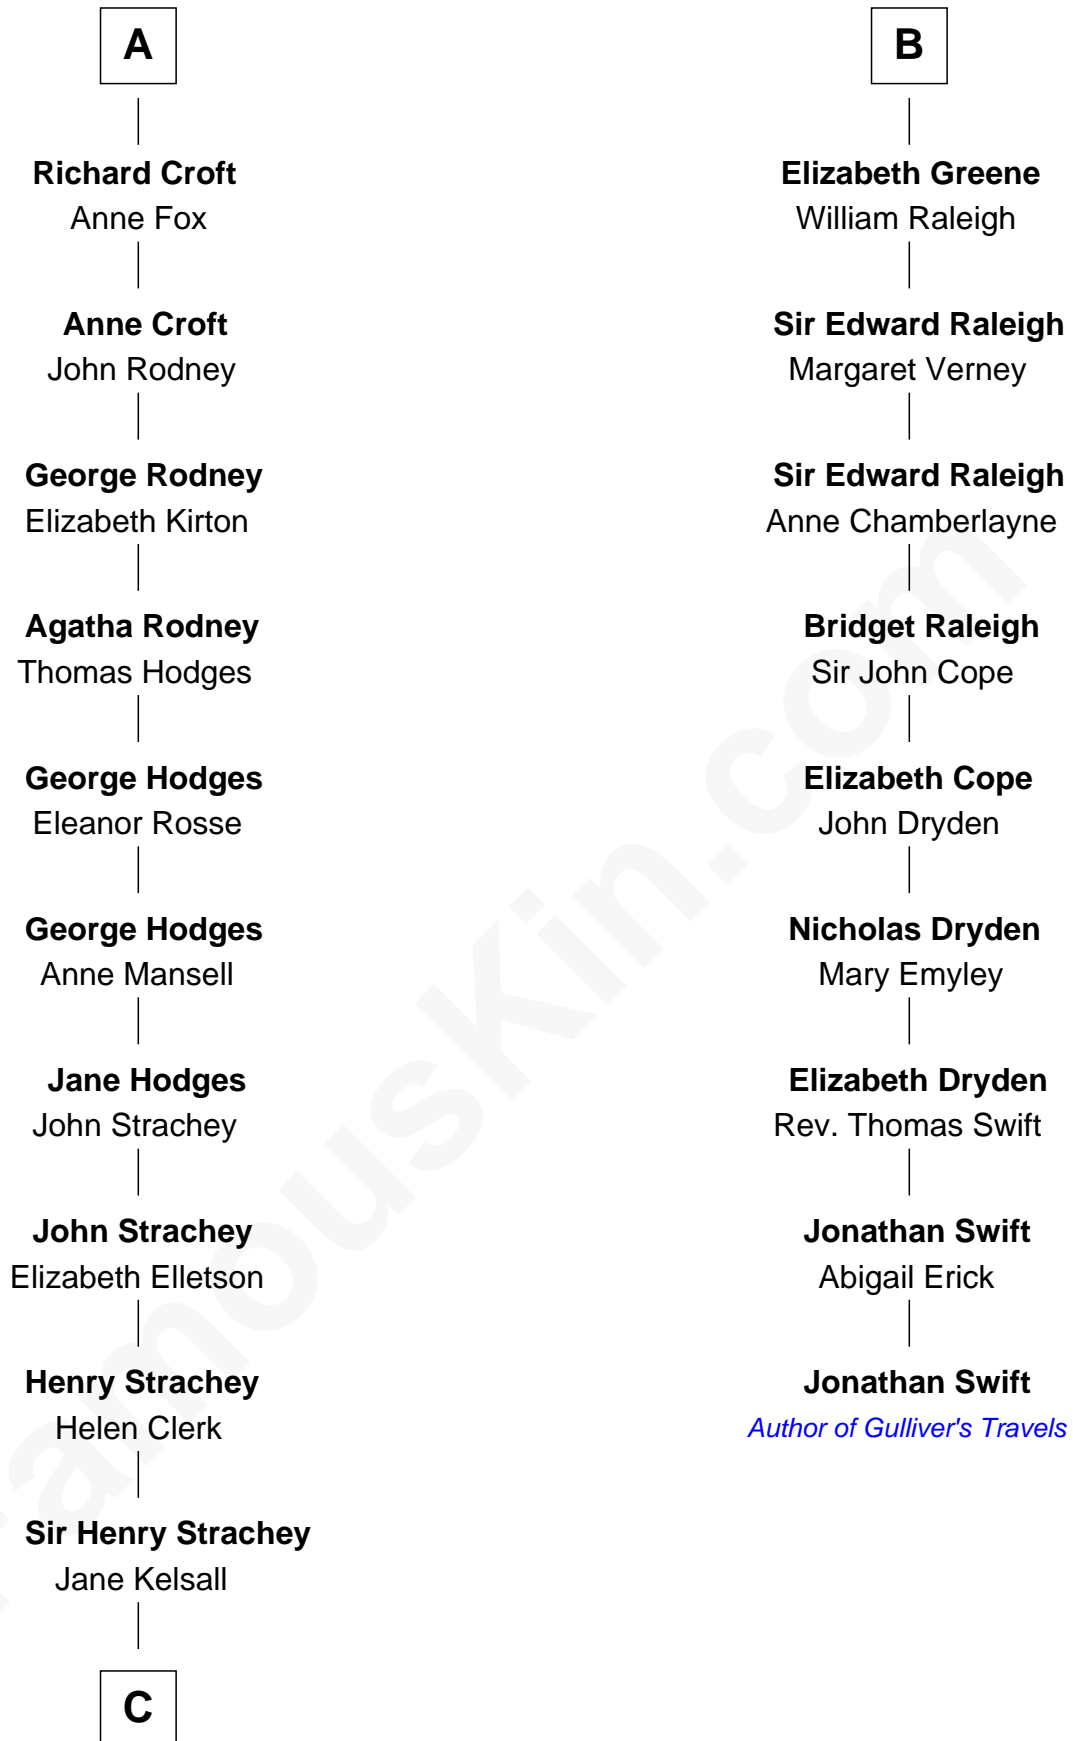 A
Richard Croft
Anne Fox
Anne Croft
John Rodney
George Rodney
Elizabeth Kirton
Agatha Rodney
Thomas Hodges
George Hodges
Eleanor Rosse
George Hodges
Anne Mansell
Jane Hodges
John Strachey
John Strachey
Elizabeth Elletson
Henry Strachey
Helen Clerk
Sir Henry Strachey
Jane Kelsall
C
B
Elizabeth Greene
William Raleigh
Sir Edward Raleigh
Margaret Verney
Sir Edward Raleigh
Anne Chamberlayne
Bridget Raleigh
Sir John Cope
Elizabeth Cope
John Dryden
Nicholas Dryden
Mary Emyley
Elizabeth Dryden
Rev. Thomas Swift
Jonathan Swift
Abigail Erick
Jonathan Swift
Author of Gulliver's Travels
FamousKin.com